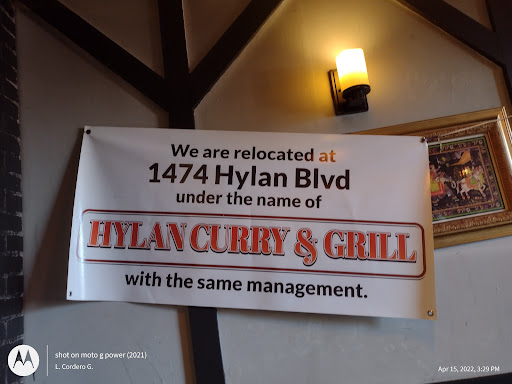 We are relocated at
1474 Hylan Blvd
under the name of
HYLAN CURRY & GRILL
with the same management.
shot on moto g power (2021)
L. Cordero G.
Apr 15, 2022, 3:29 PM